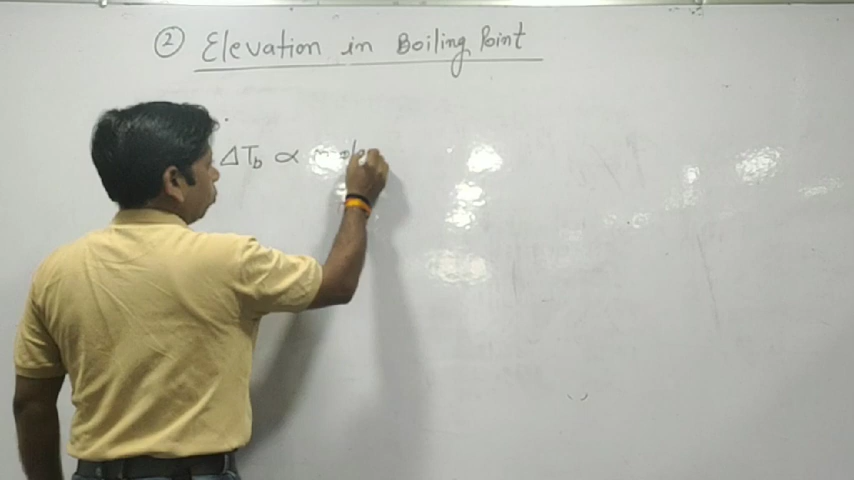 ② Elevation in Boiling Point
ΔTb ∝